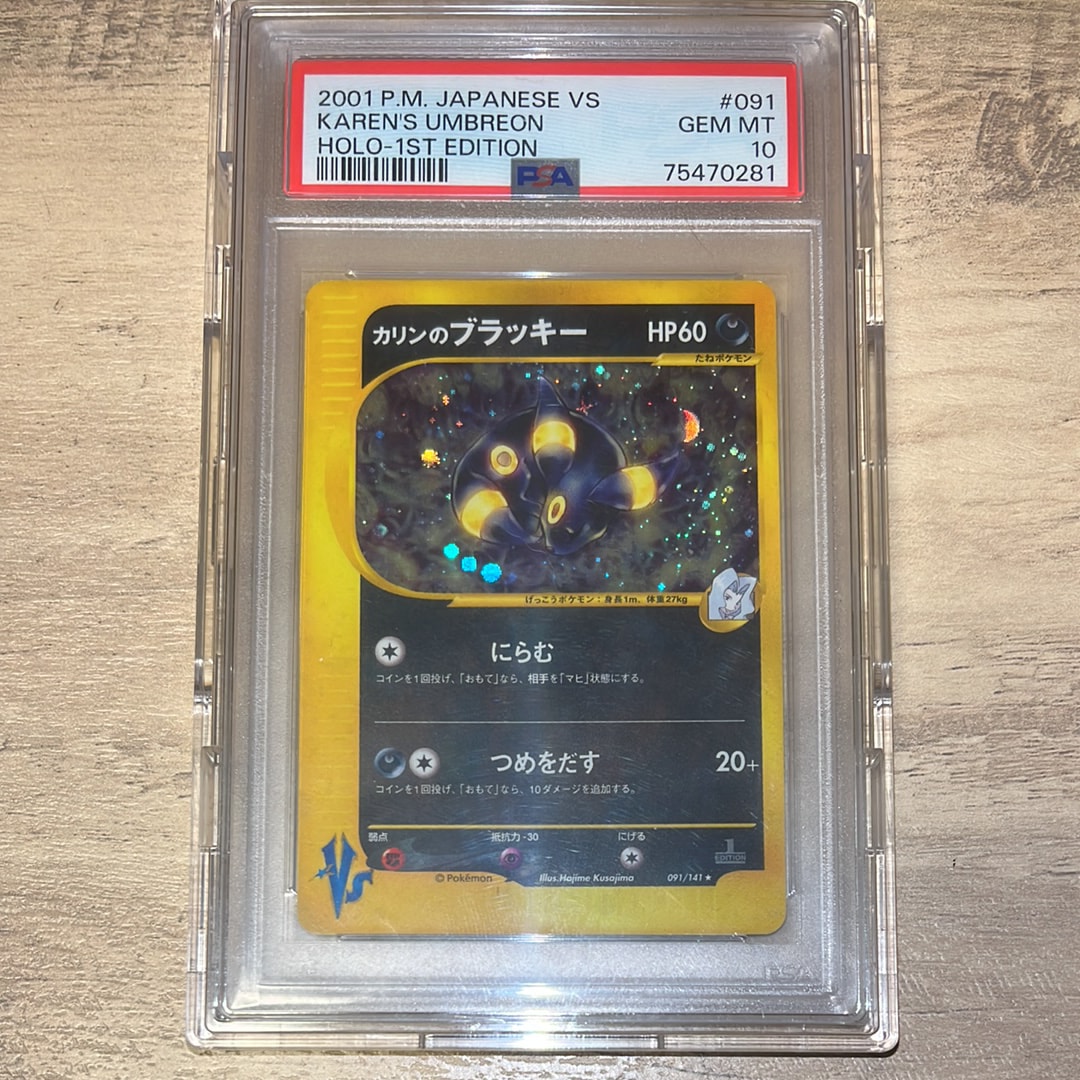 2001 P.M. JAPANESE VS #091
KAREN'S UMBREON GEM MT
HOLO-1ST EDITION 10
PSA 75470281
カリンのブラッキー HP60
たねポケモン
げっこうポケモン：身長1m、体重27kg
にらむ
コインを1回投げ、「おもて」なら、相手を「マヒ」状態にする。
つめをだす 20+
コインを1回投げ、「おもて」なら、10ダメージを追加する。
弱点 抵抗力-30 にげる
1
EDITION
VS
©Pokémon Illus.Hajime Kusajima 091/141★
PSA